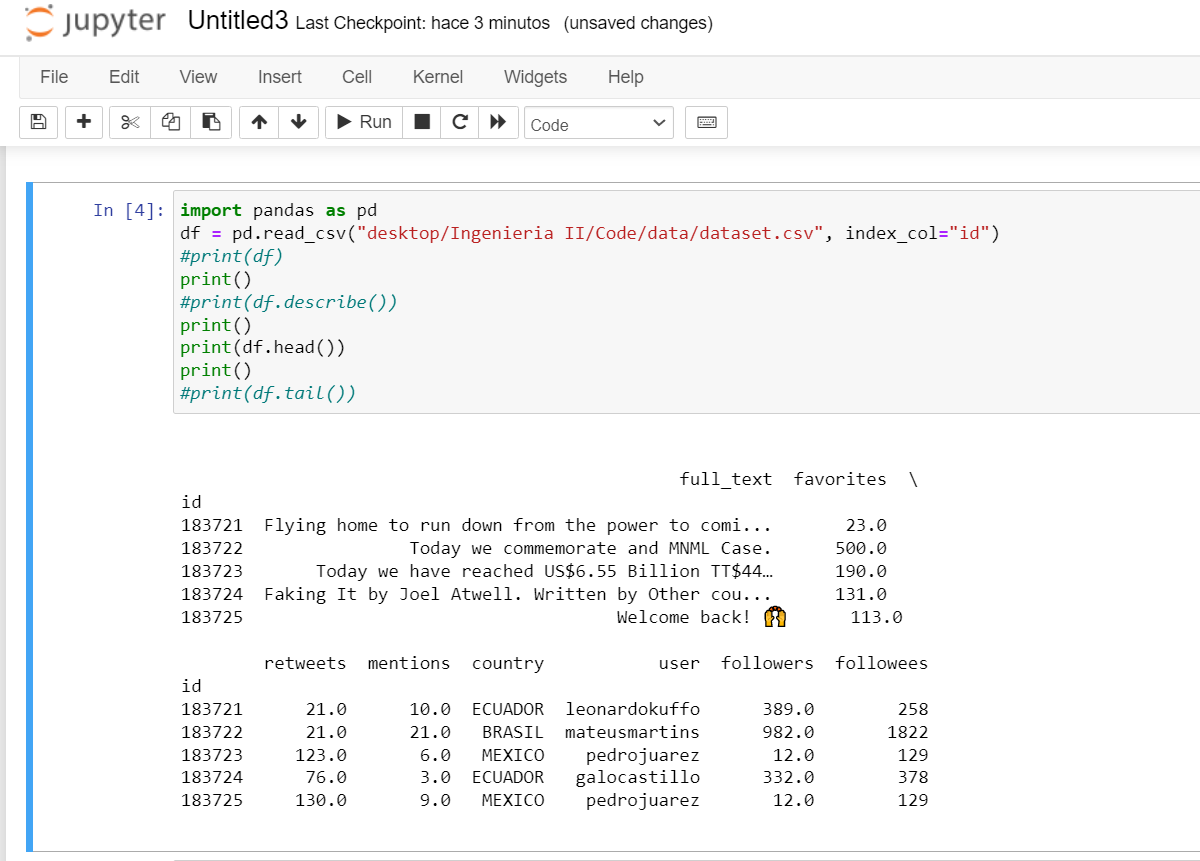 jupyter Untitled3 Last Checkpoint: hace 3 minutos (unsaved changes)
File Edit View Insert Cell Kernel Widgets Help
Run Code
In [4]: import pandas as pd
df = pd.read_csv("desktop/Ingenieria II/Code/data/dataset.csv", index_col="id")
#print(df)
print()
#print(df.describe())
print()
print(df.head())
print()
#print(df.tail())
full_text favorites \
id
183721 Flying home to run down from the power to comi... 23.0
183722 Today we commemorate and MNML Case. 500.0
183723 Today we have reached US$6.55 Billion TT$44… 190.0
183724 Faking It by Joel Atwell. Written by Other cou... 131.0
183725 Welcome back! 🙌 113.0
retweets mentions country user followers followees
id
183721 21.0 10.0 ECUADOR leonardokuffo 389.0 258
183722 21.0 21.0 BRASIL mateusmartins 982.0 1822
183723 123.0 6.0 MEXICO pedrojuarez 12.0 129
183724 76.0 3.0 ECUADOR galocastillo 332.0 378
183725 130.0 9.0 MEXICO pedrojuarez 12.0 129